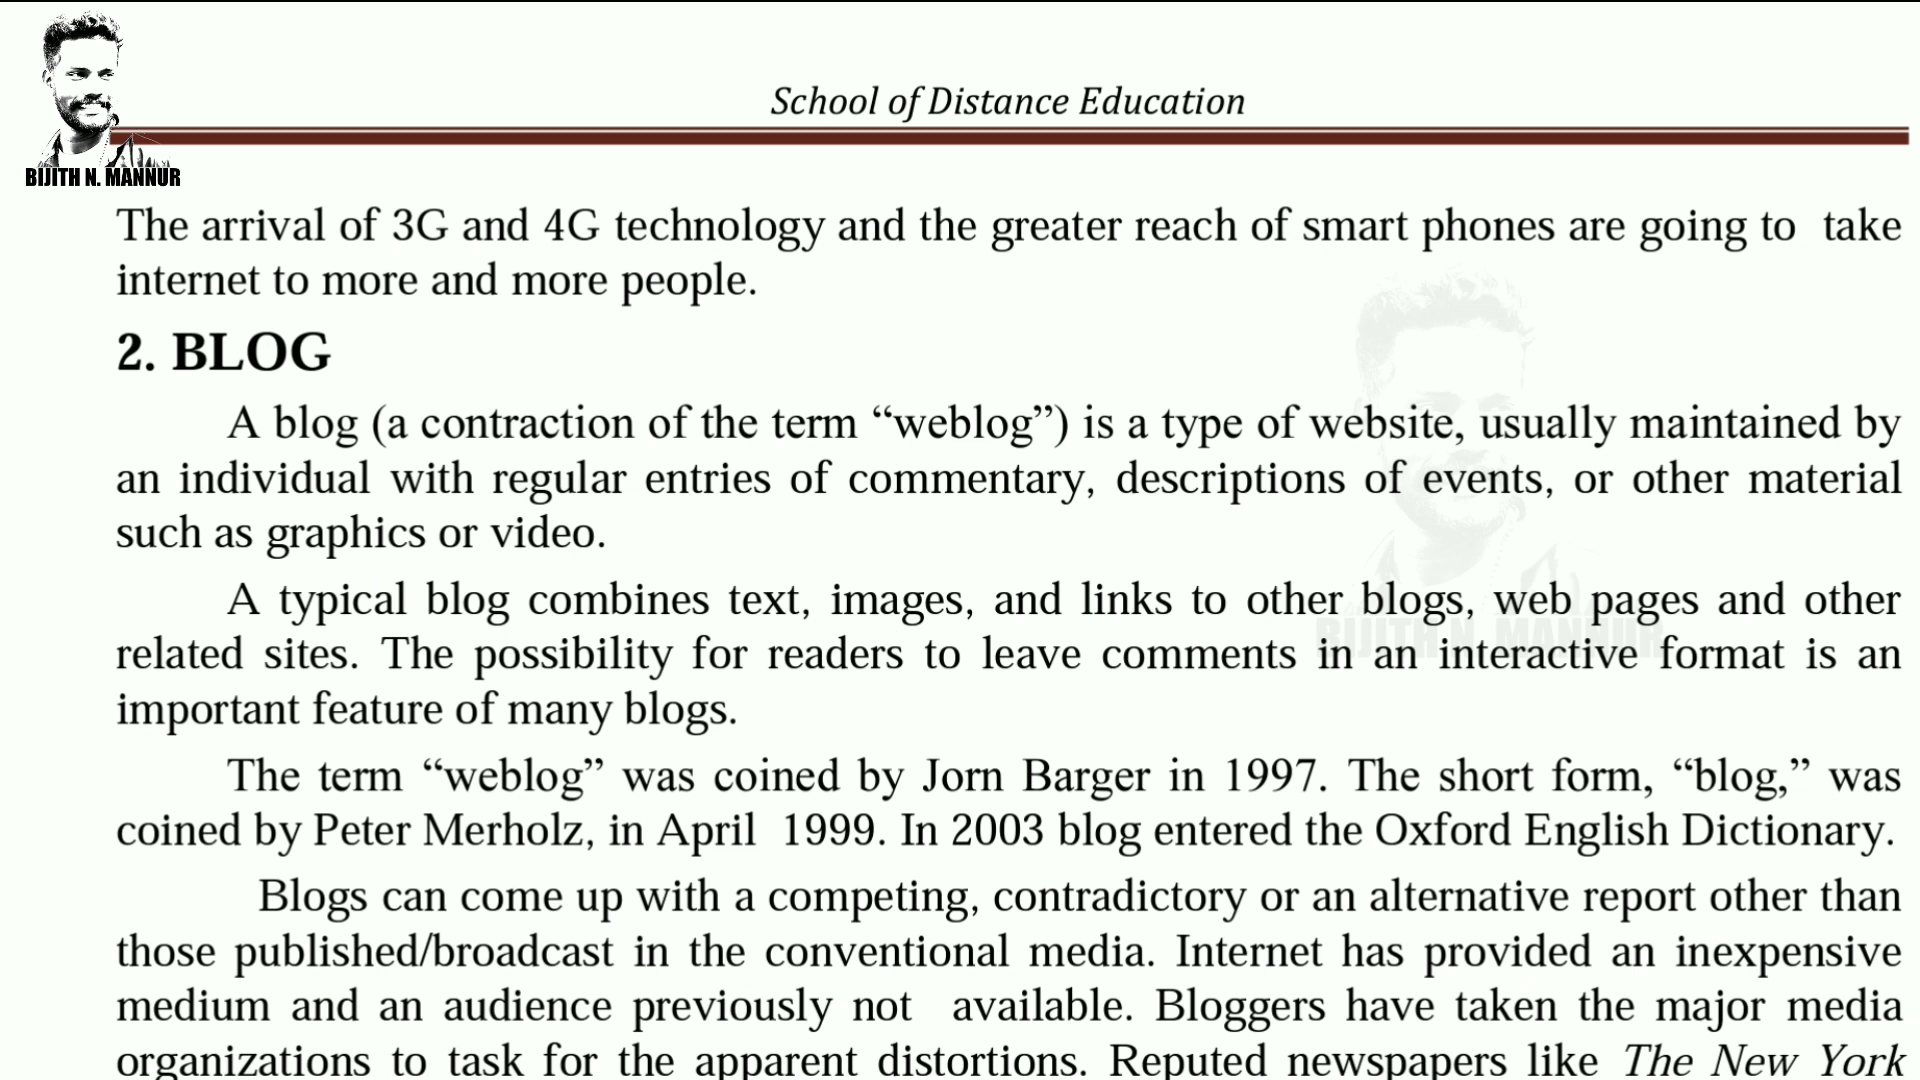 School of Distance Education
BIJITH N. MANNUR
The arrival of 3G and 4G technology and the greater reach of smart phones are going to take
internet to more and more people.
2. BLOG
A blog (a contraction of the term “weblog”) is a type of website, usually maintained by
an individual with regular entries of commentary, descriptions of events, or other material
such as graphics or video.
A typical blog combines text, images, and links to other blogs, web pages and other
related sites. The possibility for readers to leave comments in an interactive format is an
important feature of many blogs.
BIJITH N. MANNUR
The term “weblog” was coined by Jorn Barger in 1997. The short form, “blog,” was
coined by Peter Merholz, in April 1999. In 2003 blog entered the Oxford English Dictionary.
Blogs can come up with a competing, contradictory or an alternative report other than
those published/broadcast in the conventional media. Internet has provided an inexpensive
medium and an audience previously not available. Bloggers have taken the major media
organizations to task for the apparent distortions. Reputed newspapers like The New York